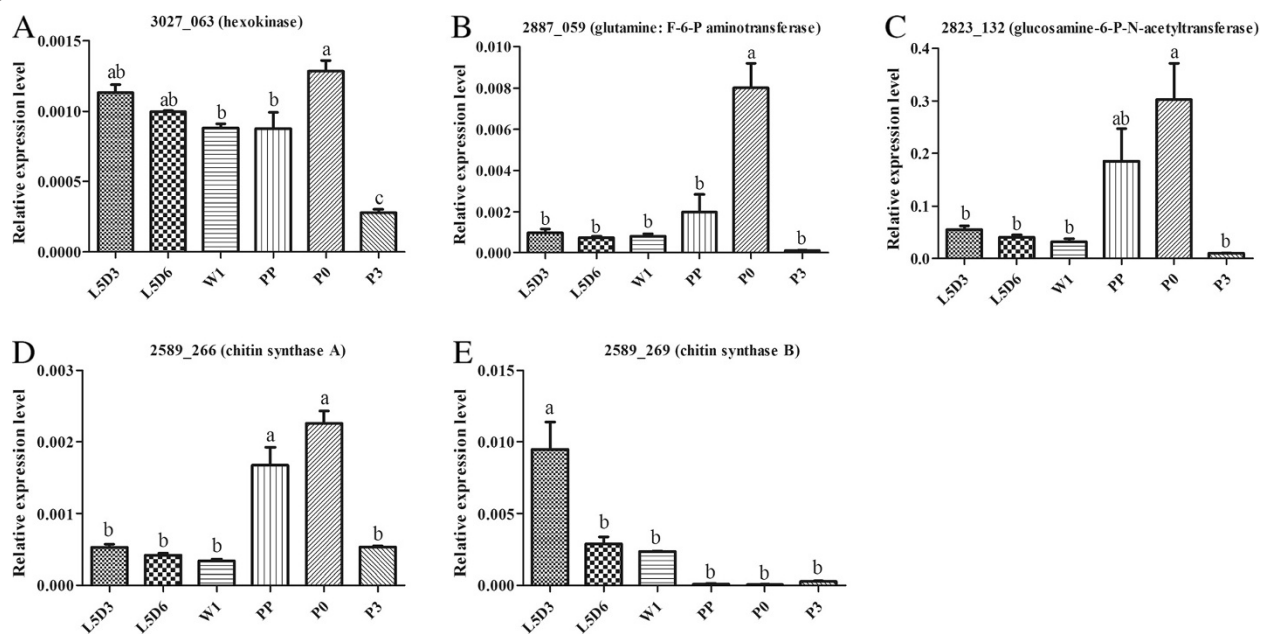 A
3027_063 (hexokinase)
Relative expression level
0.0015
0.0010
0.0005
0.0000
ab
ab
b
b
a
c
L5D3
L5D6
W1
PP
P0
P3
B
2887_059 (glutamine: F-6-P aminotransferase)
Relative expression level
0.010
0.008
0.006
0.004
0.002
0.000
b
b
b
b
a
b
L5D3
L5D6
W1
PP
P0
P3
C
2823_132 (glucosamine-6-P-N-acetyltransferase)
Relative expression level
0.4
0.3
0.2
0.1
0.0
b
b
b
ab
a
b
L5D3
L5D6
W1
PP
P0
P3
D
2589_266 (chitin synthase A)
Relative expression level
0.003
0.002
0.001
0.000
b
b
b
a
a
b
L5D3
L5D6
W1
PP
P0
P3
E
2589_269 (chitin synthase B)
Relative expression level
0.015
0.010
0.005
0.000
a
b
b
b
b
b
L5D3
L5D6
W1
PP
P0
P3